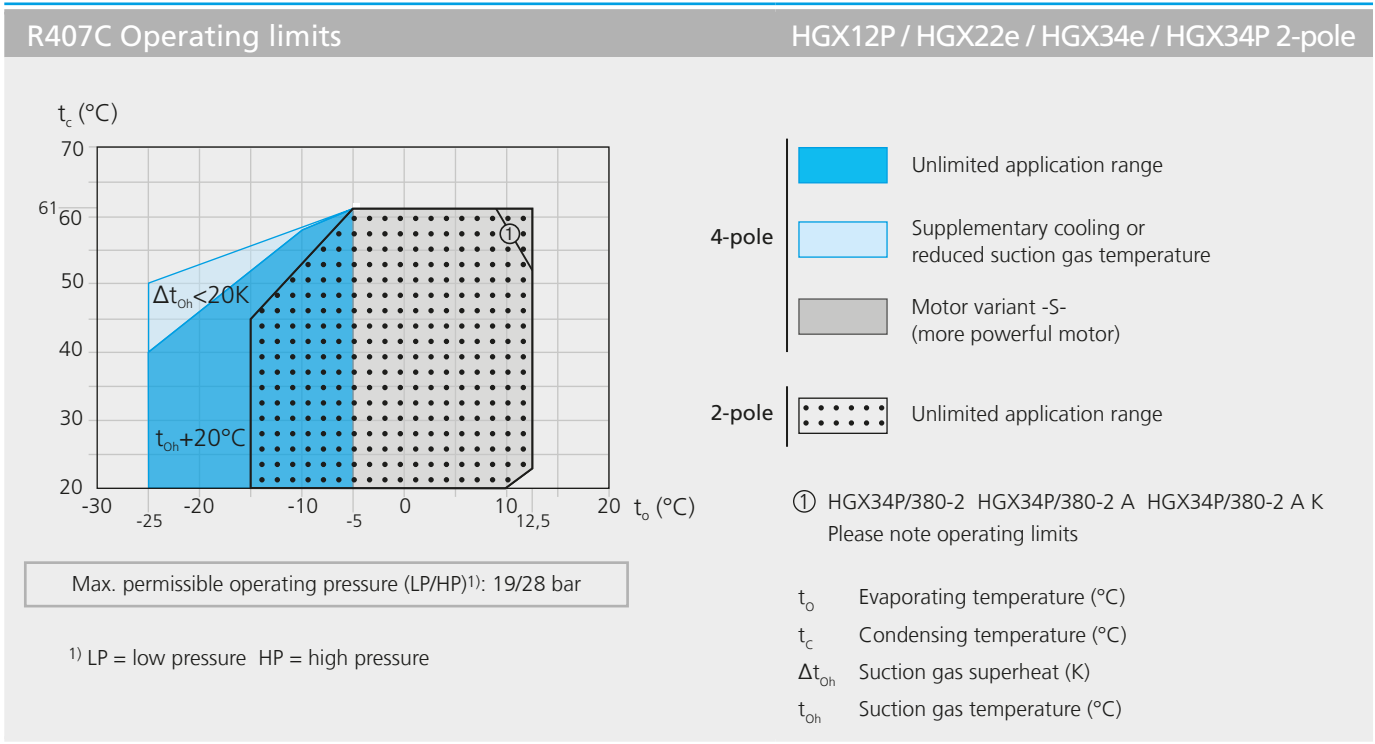 R407C Operating limits
HGX12P / HGX22e / HGX34e / HGX34P 2-pole
tc (°C)
70
61
60
50
40
30
20
Δtoh<20K
toh+20°C
①
-30
-25
-20
-10
-5
0
10
12,5
20
to (°C)
Max. permissible operating pressure (LP/HP)1): 19/28 bar
1) LP = low pressure HP = high pressure
4-pole
Unlimited application range
Supplementary cooling or
reduced suction gas temperature
Motor variant -S-
(more powerful motor)
2-pole
Unlimited application range
① HGX34P/380-2 HGX34P/380-2 A HGX34P/380-2 A K
Please note operating limits
to Evaporating temperature (°C)
tc Condensing temperature (°C)
Δtoh Suction gas superheat (K)
toh Suction gas temperature (°C)